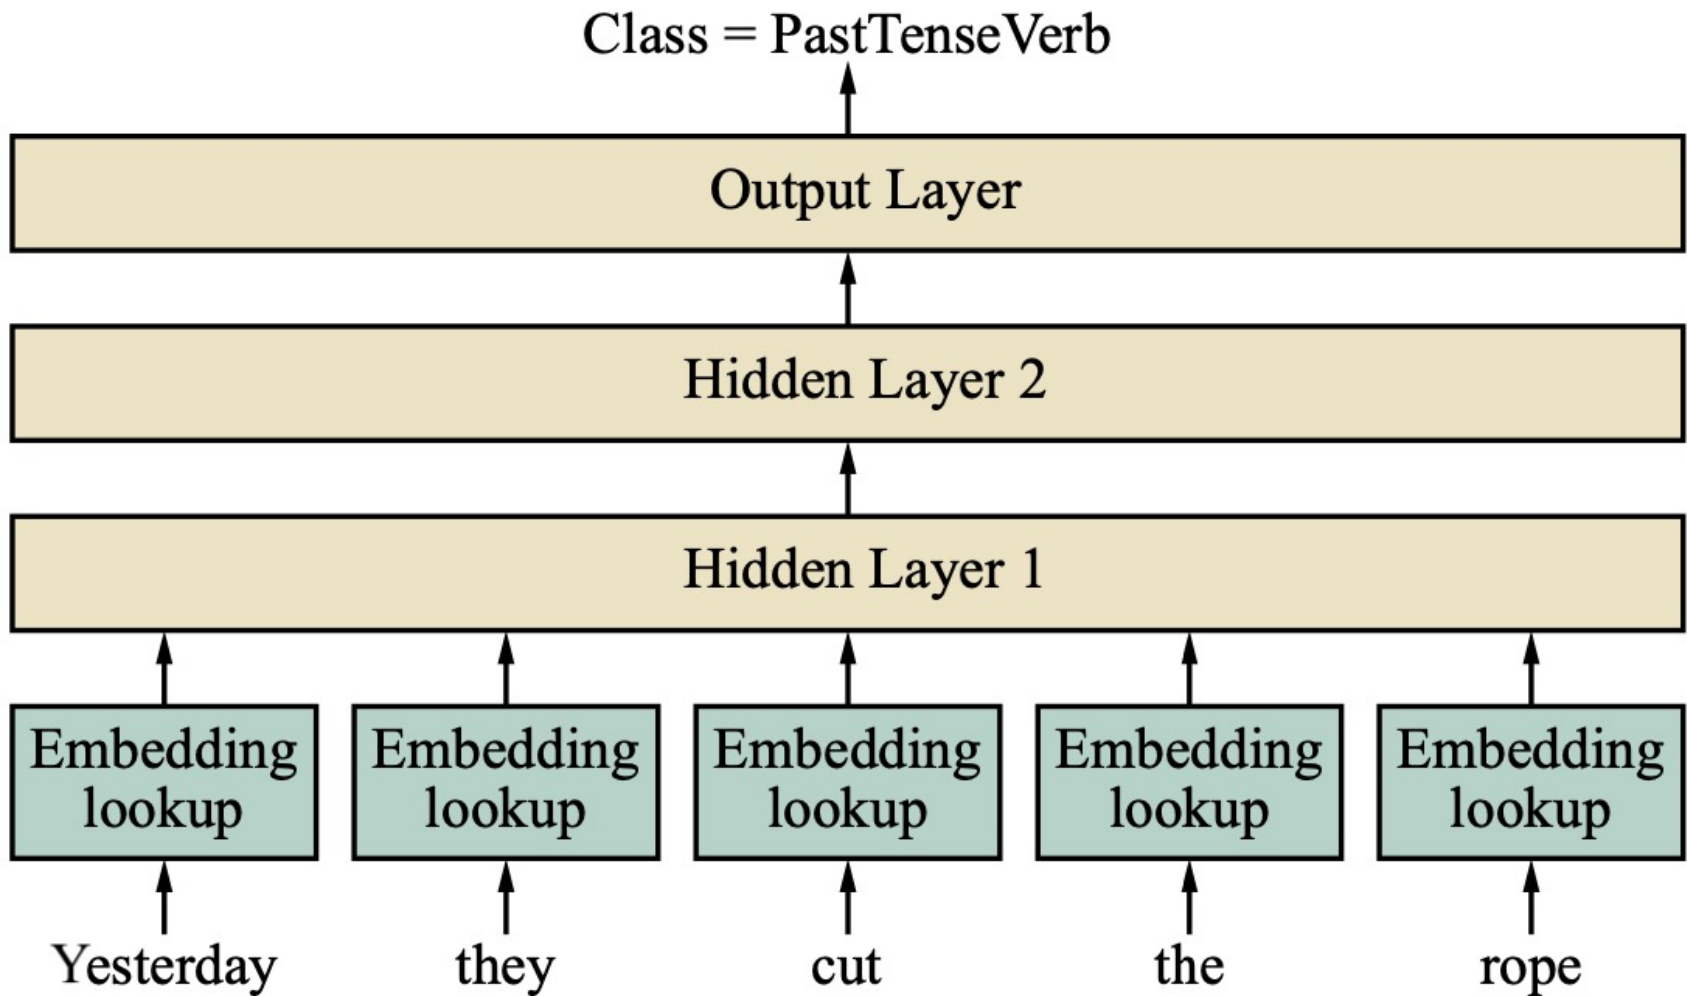 Class = PastTenseVerb
Output Layer
Hidden Layer 2
Hidden Layer 1
Embedding lookup
Embedding lookup
Embedding lookup
Embedding lookup
Embedding lookup
Yesterday they cut the rope